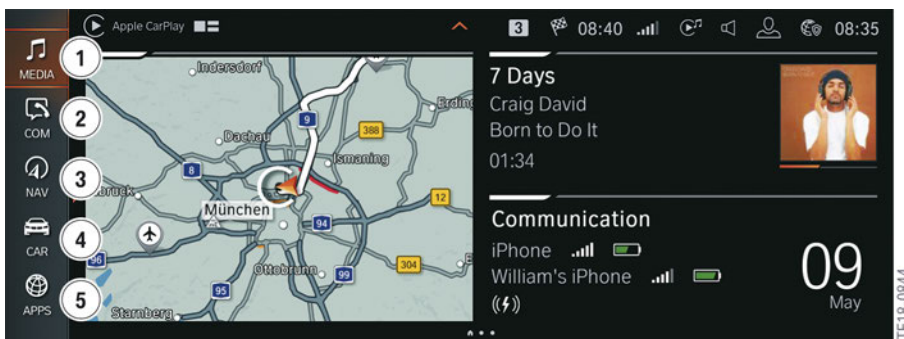 Apple CarPlay
3
08:40
08:35
MEDIA
1
COM
2
NAV
3
CAR
4
APPS
5
Indersdorf
Erding
9
388
Dachau
Ismaning
8
bruck
12
München
94
96
Ottobrunn
304
99
95
Starnberg
7 Days
Craig David
Born to Do It
01:34
Communication
iPhone
William's iPhone
09
May
TE18-0844